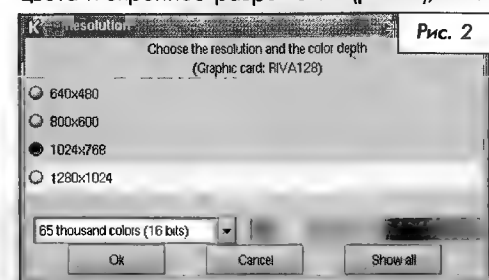 Resolution
Рис. 2
Choose the resolution and the color depth
(Graphic card: RIVA128)
640x480
800x600
1024x768
1280x1024
65 thousand colors (16 bits)
Ok Cancel Show all